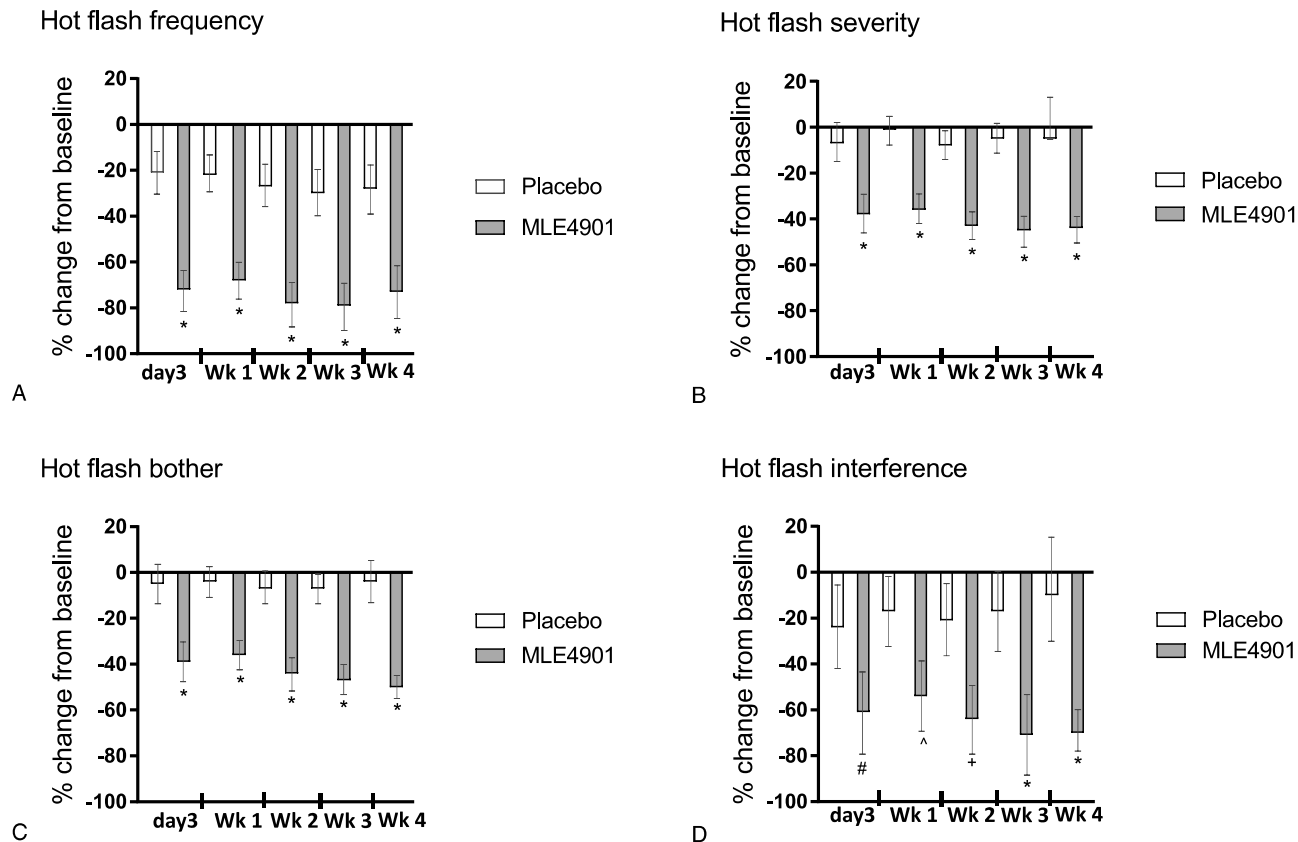 Hot flash frequency
% change from baseline
20
0
-20
-40
-60
-80
-100
* * * * *
day3 Wk 1 Wk 2 Wk 3 Wk 4
Placebo
MLE4901
A
Hot flash severity
% change from baseline
20
0
-20
-40
-60
-80
-100
* * * * *
day3 Wk 1 Wk 2 Wk 3 Wk 4
Placebo
MLE4901
B
Hot flash bother
% change from baseline
20
0
-20
-40
-60
-80
-100
* * * * *
day3 Wk 1 Wk 2 Wk 3 Wk 4
Placebo
MLE4901
C
Hot flash interference
% change from baseline
20
0
-20
-40
-60
-80
-100
# ^ + * *
day3 Wk 1 Wk 2 Wk 3 Wk 4
Placebo
MLE4901
D